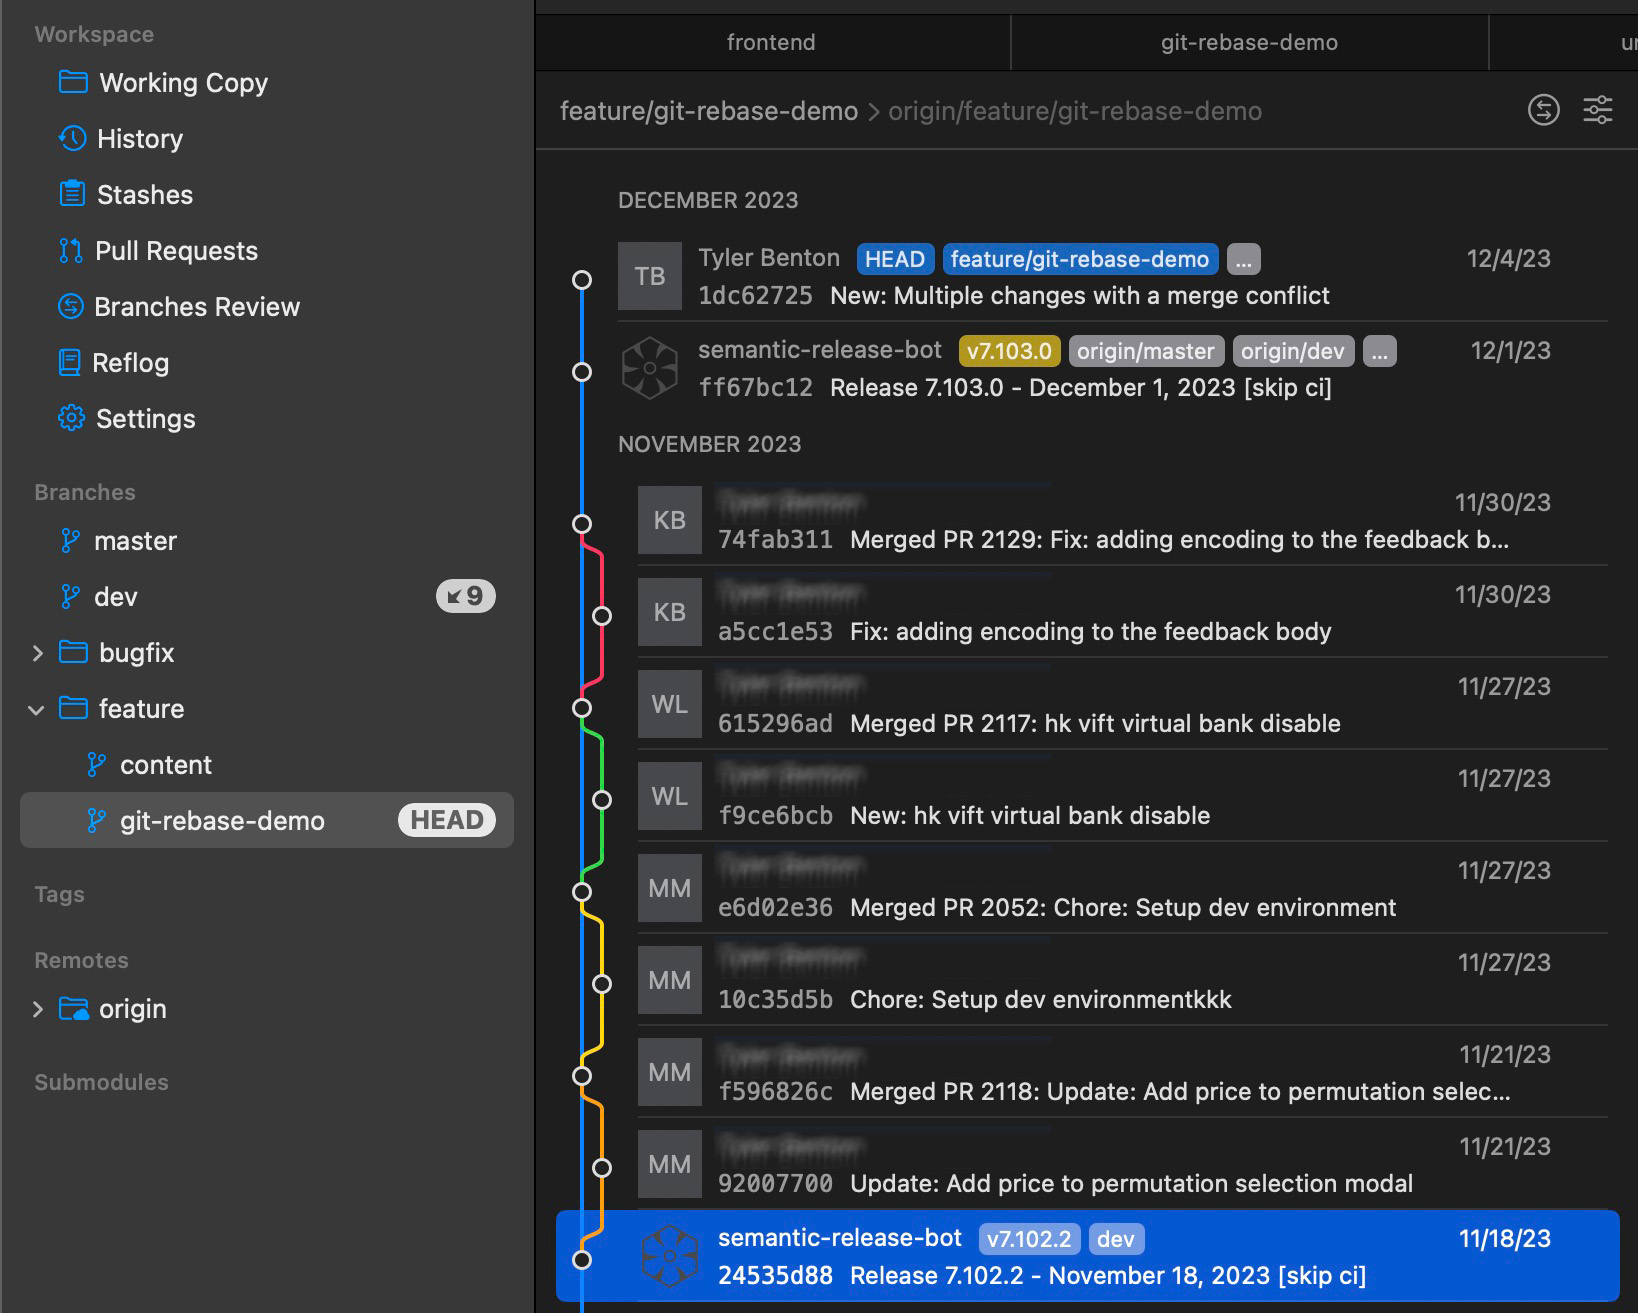 Workspace
Working Copy
History
Stashes
Pull Requests
Branches Review
Reflog
Settings
Branches
master
dev 9
bugfix
feature
content
git-rebase-demo HEAD
Tags
Remotes
origin
Submodules
frontend git-rebase-demo
feature/git-rebase-demo > origin/feature/git-rebase-demo
DECEMBER 2023
TB Tyler Benton HEAD feature/git-rebase-demo ... 12/4/23
1dc62725 New: Multiple changes with a merge conflict
semantic-release-bot v7.103.0 origin/master origin/dev ... 12/1/23
ff67bc12 Release 7.103.0 - December 1, 2023 [skip ci]
NOVEMBER 2023
KB 11/30/23
74fab311 Merged PR 2129: Fix: adding encoding to the feedback b...
KB 11/30/23
a5cc1e53 Fix: adding encoding to the feedback body
WL 11/27/23
615296ad Merged PR 2117: hk vift virtual bank disable
WL 11/27/23
f9ce6bcb New: hk vift virtual bank disable
MM 11/27/23
e6d02e36 Merged PR 2052: Chore: Setup dev environment
MM 11/27/23
10c35d5b Chore: Setup dev environmentkkk
MM 11/21/23
f596826c Merged PR 2118: Update: Add price to permutation selec...
MM 11/21/23
92007700 Update: Add price to permutation selection modal
semantic-release-bot v7.102.2 dev 11/18/23
24535d88 Release 7.102.2 - November 18, 2023 [skip ci]